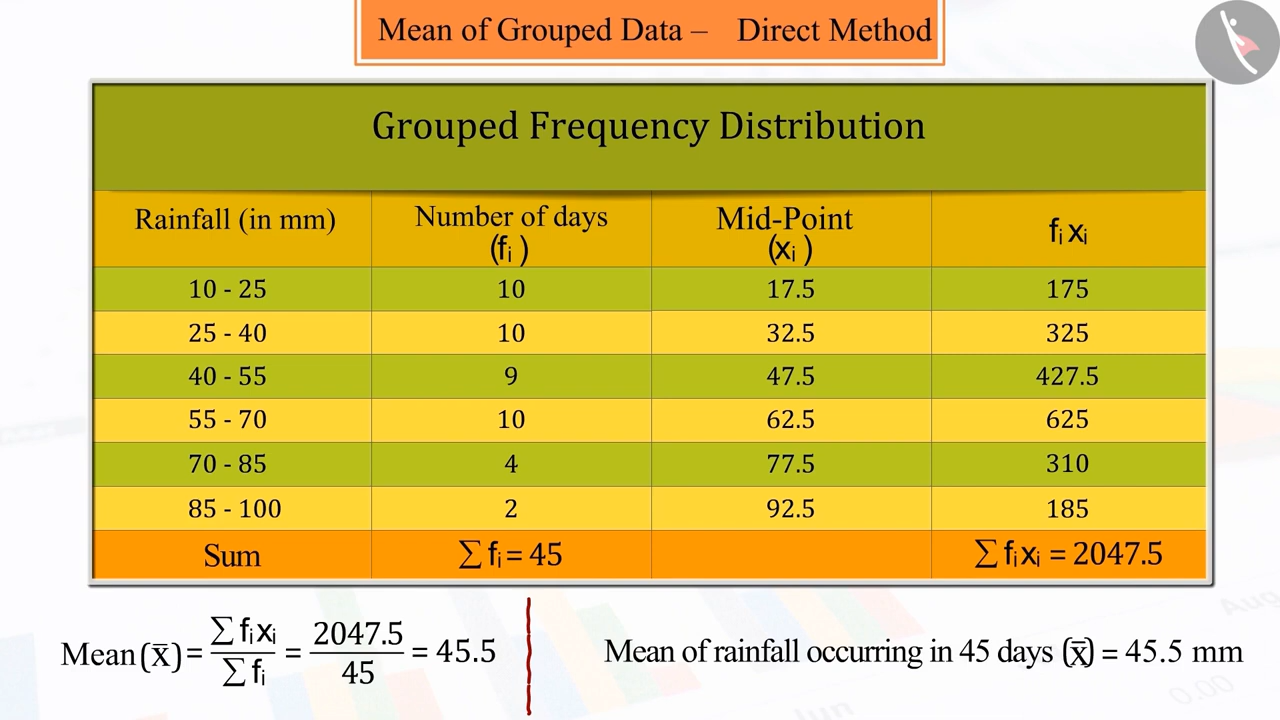 Mean of Grouped Data – Direct Method
Grouped Frequency Distribution
Rainfall (in mm) Number of days (fᵢ) Mid-Point (xᵢ) fᵢxᵢ
10 - 25 10 17.5 175
25 - 40 10 32.5 325
40 - 55 9 47.5 427.5
55 - 70 10 62.5 625
70 - 85 4 77.5 310
85 - 100 2 92.5 185
Sum ∑fᵢ = 45 ∑fᵢxᵢ = 2047.5
Mean (x̅) = ∑fᵢxᵢ / ∑fᵢ = 2047.5 / 45 = 45.5
Mean of rainfall occurring in 45 days (x̅) = 45.5 mm
Aug
Jun
0.00